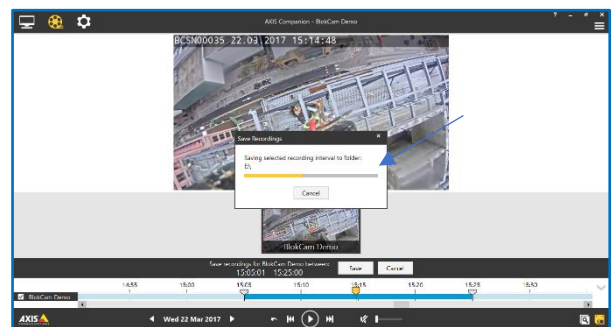 AXIS Companion - BlokCam Demo
BCSN00035 22.03.2017 15:14:48
Save Recordings
Saving selected recording interval to folder:
E:\
Cancel
BlokCam Demo
Save recordings for BlokCam Demo between:
15:05:01 15:25:00
Save Cancel
14:55 15:00 15:05 15:10 15:15 15:20 15:25 15:30
BlokCam Demo
AXIS
Wed 22 Mar 2017